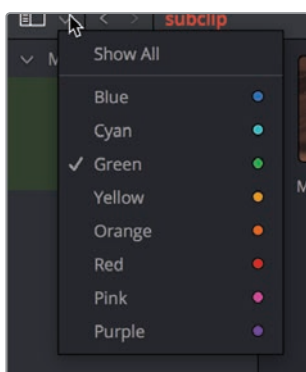 subclip
M
Show All
Blue
Cyan
Green
Yellow
Orange
Red
M
Pink
Purple